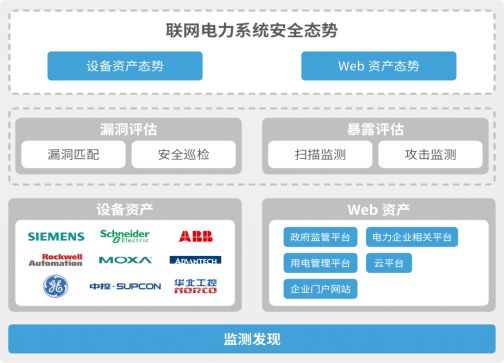 联网电力系统安全态势
设备资产态势 Web 资产态势
漏洞评估 暴露评估
漏洞匹配 安全巡检 扫描监测 攻击监测
设备资产 Web 资产
SIEMENS Schneider Electric ABB
Rockwell Automation MOXA ADVANTECH
GE 中控·SUPCON 华北工控 NORCO
政府监管平台 电力企业相关平台
用电管理平台 云平台
企业门户网站
监测发现